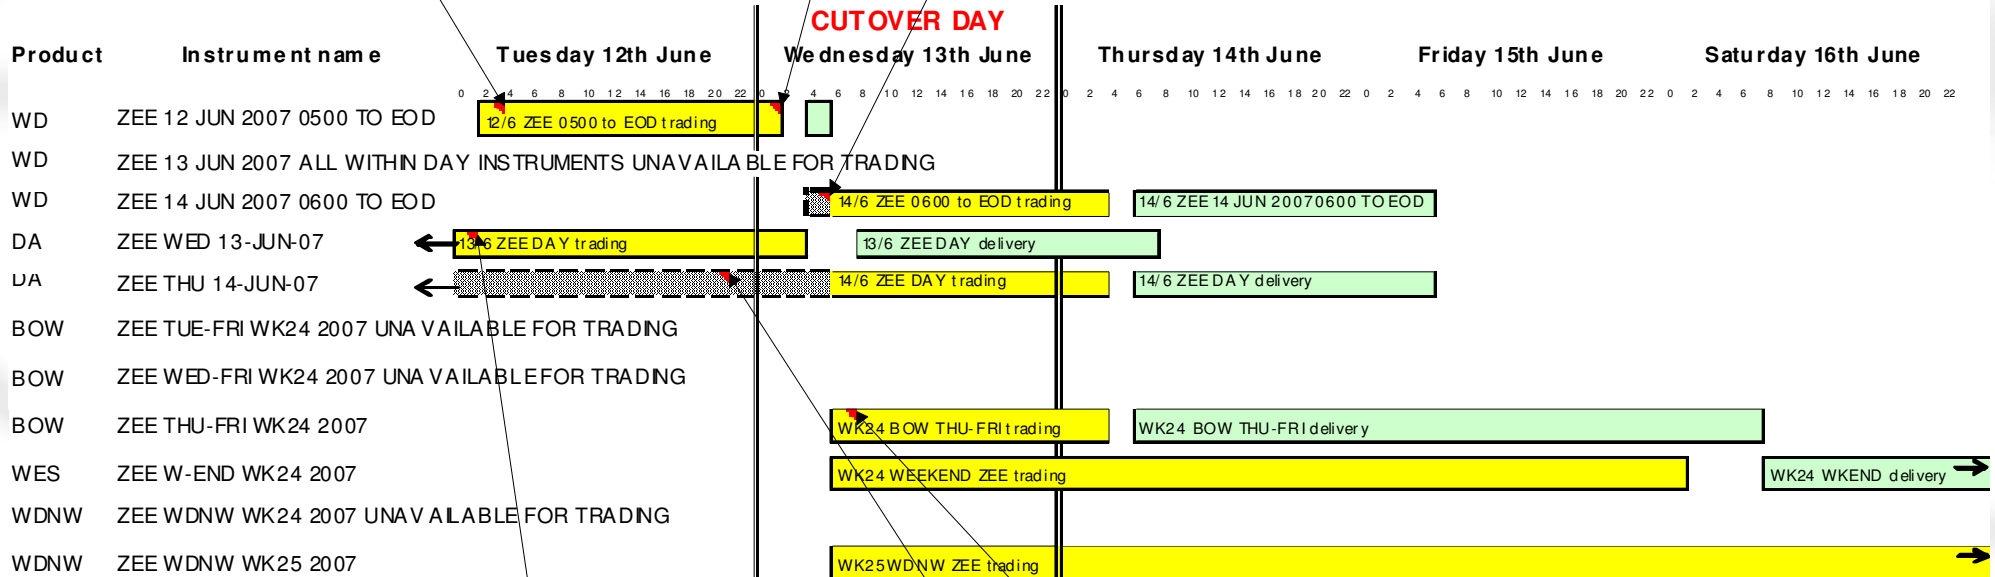 CUTOVER DAY
Product Instrument name Tuesday 12th June Wednesday 13th June Thursday 14th June Friday 15th June Saturday 16th June
0 2 4 6 8 10 12 14 16 18 20 22 0 2 4 6 8 10 12 14 16 18 20 22 0 2 4 6 8 10 12 14 16 18 20 22 0 2 4 6 8 10 12 14 16 18 20 22 0 2 4 6 8 10 12 14 16 18 20 22
WD ZEE 12 JUN 2007 0500 TO EOD 12/6 ZEE 0500 to EOD trading
WD ZEE 13 JUN 2007 ALL WITHIN DAY INSTRUMENTS UNAVAILABLE FOR TRADING
WD ZEE 14 JUN 2007 0600 TO EOD 14/6 ZEE 0600 to EOD trading 14/6 ZEE 14 JUN 2007 0600 TO EOD
DA ZEE WED 13-JUN-07 13/6 ZEE DAY trading 13/6 ZEE DAY delivery
DA ZEE THU 14-JUN-07 14/6 ZEE DAY trading 14/6 ZEE DAY delivery
BOW ZEE TUE-FRI WK24 2007 UNAVAILABLE FOR TRADING
BOW ZEE WED-FRI WK24 2007 UNAVAILABLE FOR TRADING
BOW ZEE THU-FRI WK24 2007 WK24 BOW THU-FRI trading WK24 BOW THU-FRI delivery
WES ZEE W-END WK24 2007 WK24 WEEKEND ZEE trading WK24 WKEND delivery
WDNW ZEE WDNW WK24 2007 UNAVAILABLE FOR TRADING
WDNW ZEE WDNW WK25 2007 WK25 WDNW ZEE trading